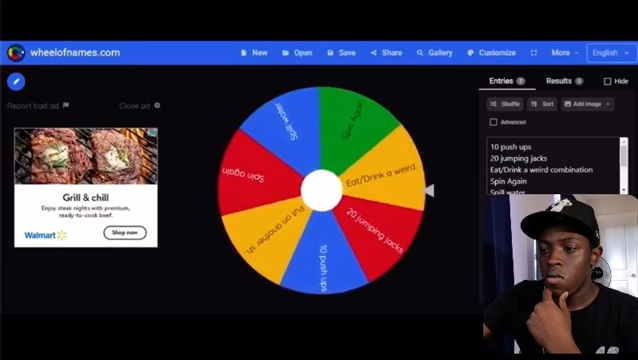 wheelofnames.com
New
Open
Save
Share
Gallery
Customize
More
English
Entries 7
Results 5
Hide
Report bad ad
Close ad
Shuffle
Sort
Add image
Advanced
10 push ups
20 jumping jacks
Eat/Drink a weird combination
Spin Again
Spill water
Grill & chill
Enjoy steak nights with premium,
ready-to-cook beef.
Walmart
Shop now
Spin Again
Eat/Drink a weird...
20 jumping jacks
10 push ups
Put on another sh...
Spin again
Spill water